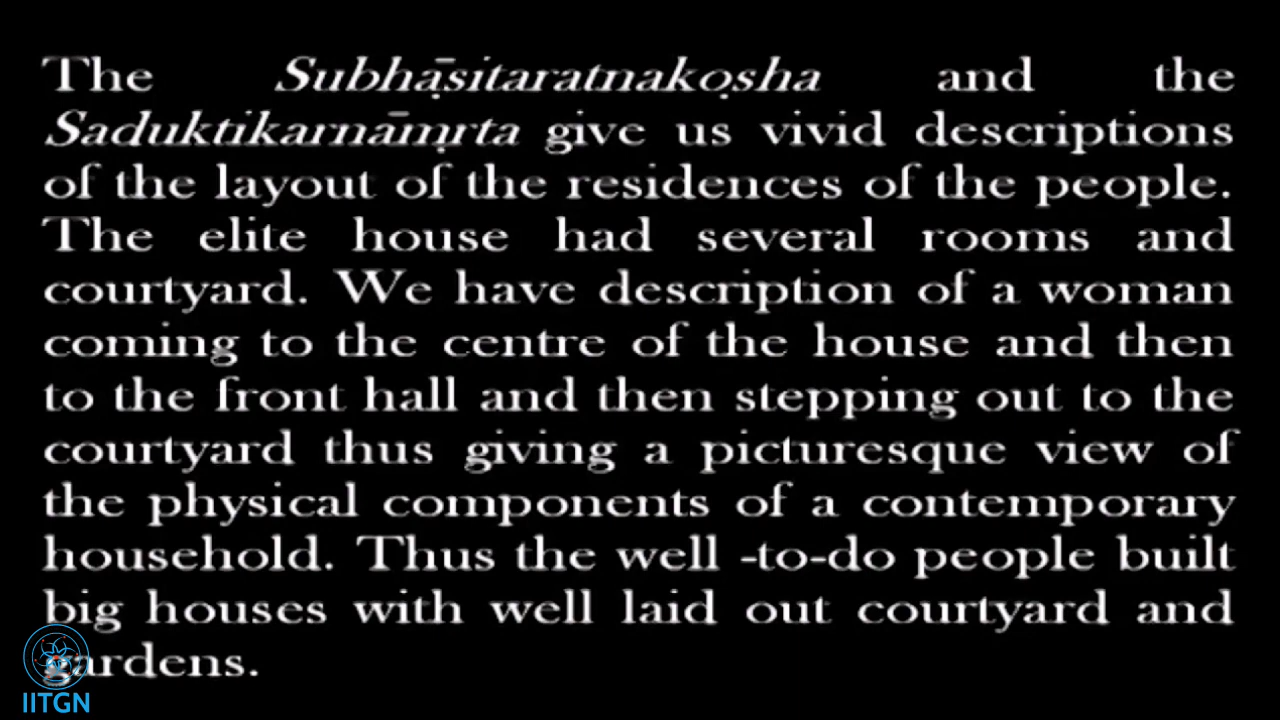 The Subhạ̄sitaratnakọsha and the
Saduktikarnāmṛta give us vivid descriptions
of the layout of the residences of the people.
The elite house had several rooms and
courtyard. We have description of a woman
coming to the centre of the house and then
to the front hall and then stepping out to the
courtyard thus giving a picturesque view of
the physical components of a contemporary
household. Thus the well -to-do people built
big houses with well laid out courtyard and
gardens.
IITGN